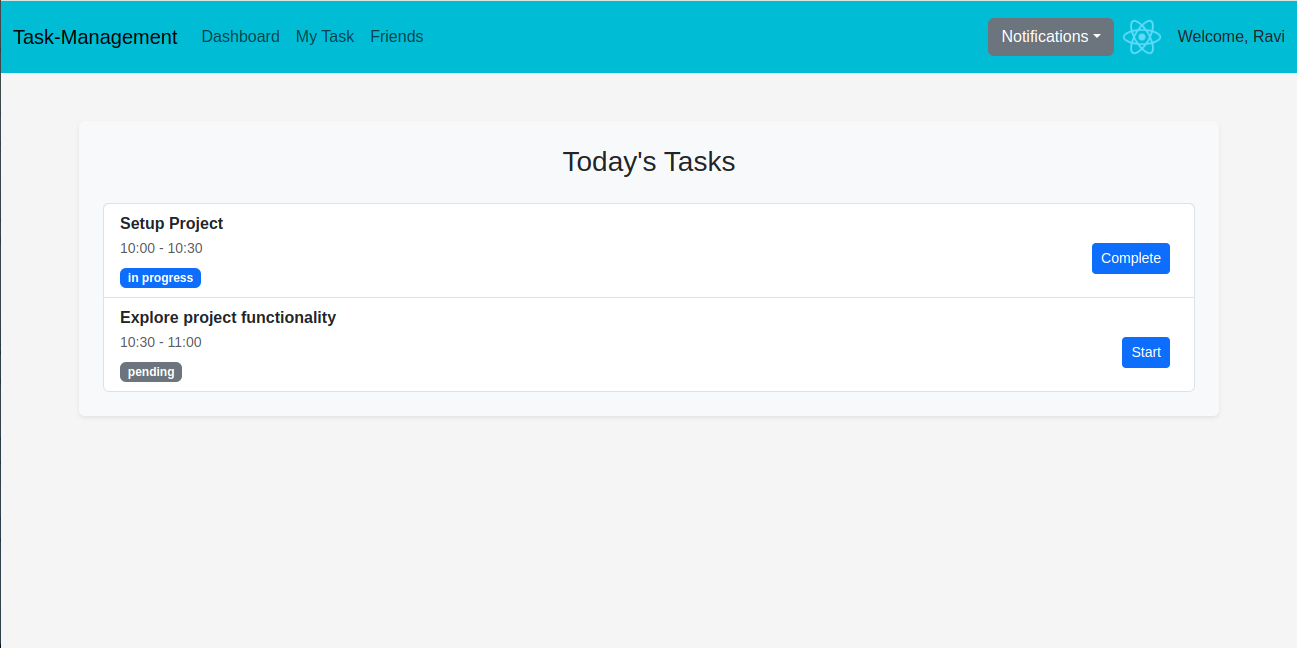 Task-Management Dashboard My Task Friends Notifications Welcome, Ravi
Today's Tasks
Setup Project
10:00 - 10:30
Complete
in progress
Explore project functionality
10:30 - 11:00
Start
pending